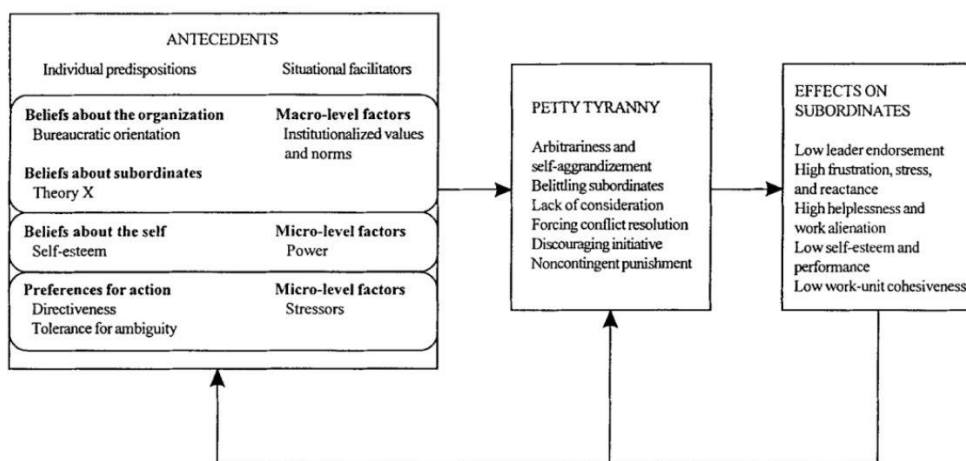 ANTECEDENTS
Individual predispositions
Situational facilitators
Beliefs about the organization
Bureaucratic orientation
Macro-level factors
Institutionalized values
and norms
Beliefs about subordinates
Theory X
Beliefs about the self
Self-esteem
Micro-level factors
Power
Preferences for action
Directiveness
Tolerance for ambiguity
Micro-level factors
Stressors
PETTY TYRANNY
Arbitrariness and
self-aggrandizement
Belittling subordinates
Lack of consideration
Forcing conflict resolution
Discouraging initiative
Noncontingent punishment
EFFECTS ON
SUBORDINATES
Low leader endorsement
High frustration, stress,
and reactance
High helplessness and
work alienation
Low self-esteem and
performance
Low work-unit cohesiveness